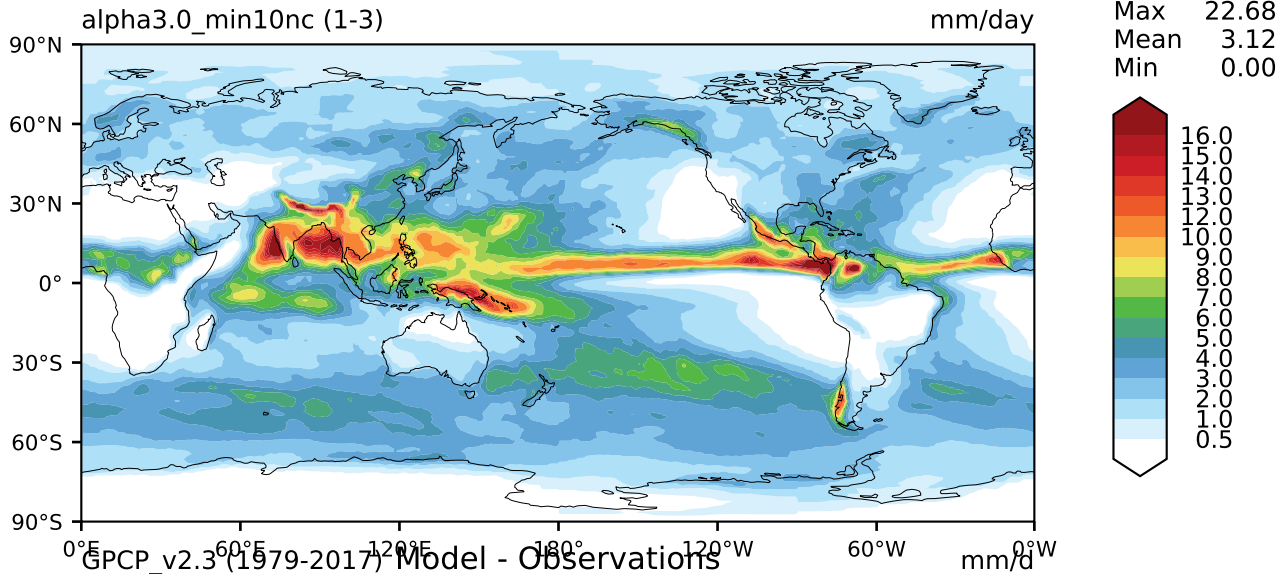 alpha3.0_min10nc (1-3) mm/day
Max 22.68
Mean 3.12
Min 0.00
90°N
60°N
30°N
0°
30°S
60°S
90°S
0°E 60°E 120°E 180° 120°W 60°W 0°W
16.0
15.0
14.0
13.0
12.0
10.0
9.0
8.0
7.0
6.0
5.0
4.0
3.0
2.0
1.0
0.5
GPCP_v2.3 (1979-2017) Model - Observations mm/d